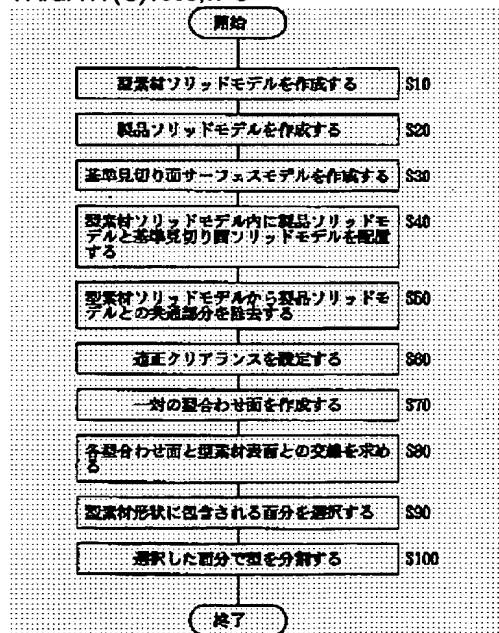 開始
型素材ソリッドモデルを作成する S10
製品ソリッドモデルを作成する S20
基準見切り面サーフェスモデルを作成する S30
型素材ソリッドモデル内に製品ソリッドモ S40
デルと基準見切り面ソリッドモデルを配置
する
型素材ソリッドモデルから製品ソリッドモ S50
デルとの共通部分を除去する
適正クリアランスを設定する S60
一対の型合わせ面を作成する S70
各型合わせ面と型素材表面との交線を求め S80
る
型素材形状に包含される面分を選択する S90
選択した面分で型を分割する S100
終了